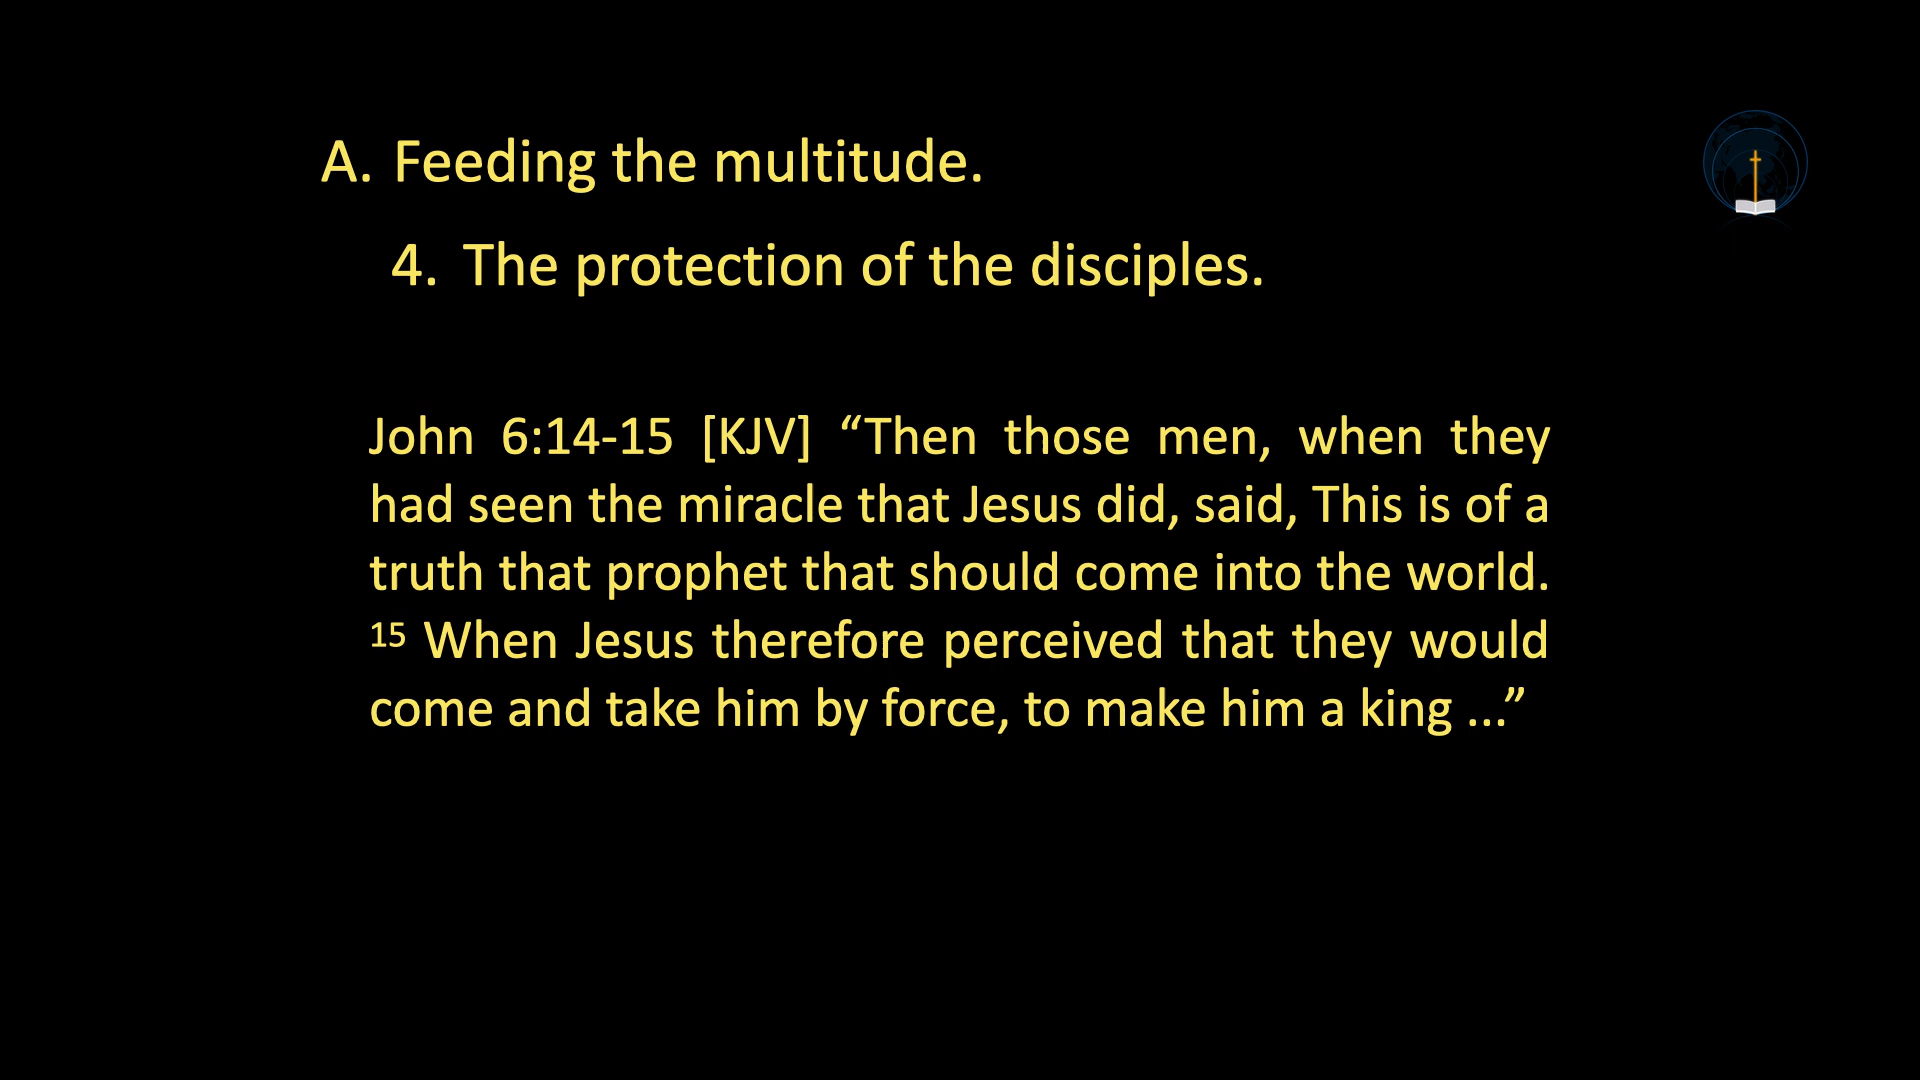 A. Feeding the multitude.
4. The protection of the disciples.
John 6:14-15 [KJV] “Then those men, when they
had seen the miracle that Jesus did, said, This is of a
truth that prophet that should come into the world.
15 When Jesus therefore perceived that they would
come and take him by force, to make him a king ...”